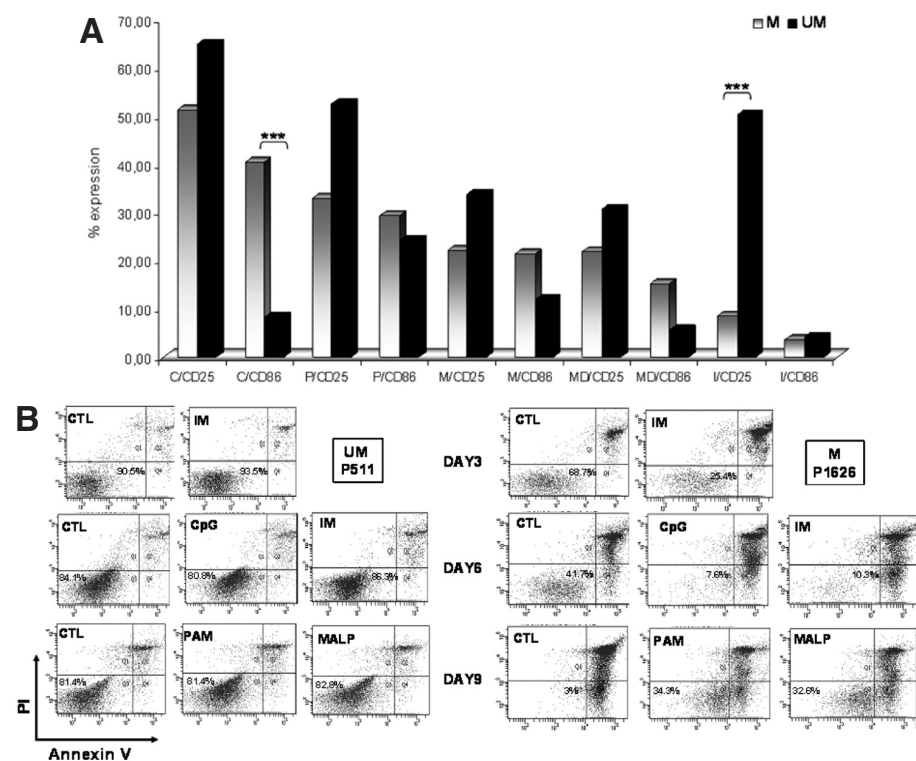 A
70,00
60,00
50,00
40,00
30,00
20,00
10,00
0,00
% expression
M UM
***
***
C/CD25 C/CD86 P/CD25 P/CD86 M/CD25 M/CD86 MD/CD25 MD/CD86 I/CD25 I/CD86
B
CTL IM
90.5% 93.5%
UM
P511
DAY3
CTL IM
68.7% 25.4%
M
P1626
CTL CpG IM
84.1% 80.8% 86.3%
DAY6
CTL CpG IM
41.7% 7.6% 10.3%
CTL PAM MALP
81.4% 81.4% 82.8%
DAY9
CTL PAM MALP
3% 34.3% 32.6%
PI
Annexin V